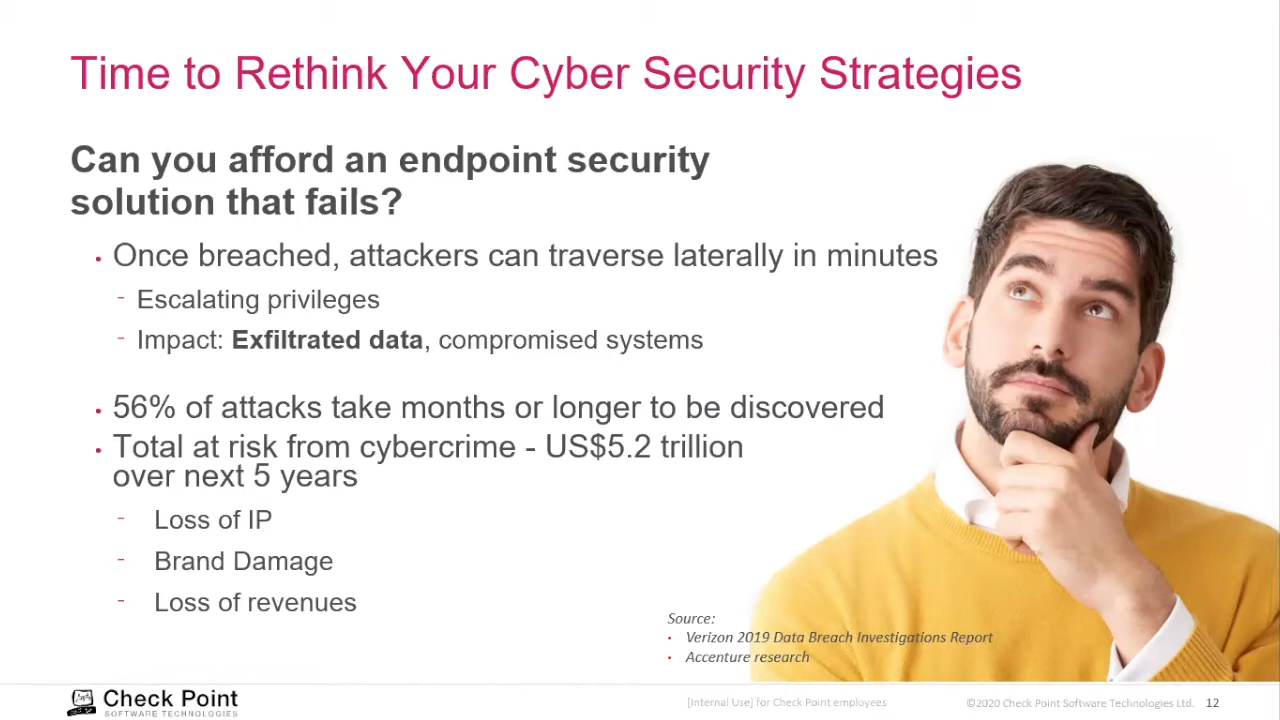 Time to Rethink Your Cyber Security Strategies
Can you afford an endpoint security
solution that fails?
• Once breached, attackers can traverse laterally in minutes
- Escalating privileges
- Impact: Exfiltrated data, compromised systems
• 56% of attacks take months or longer to be discovered
• Total at risk from cybercrime - US$5.2 trillion
over next 5 years
- Loss of IP
- Brand Damage
- Loss of revenues
Source:
• Verizon 2019 Data Breach Investigations Report
• Accenture research
Check Point
SOFTWARE TECHNOLOGIES
[Internal Use] for Check Point employees
©2020 Check Point Software Technologies Ltd. 12